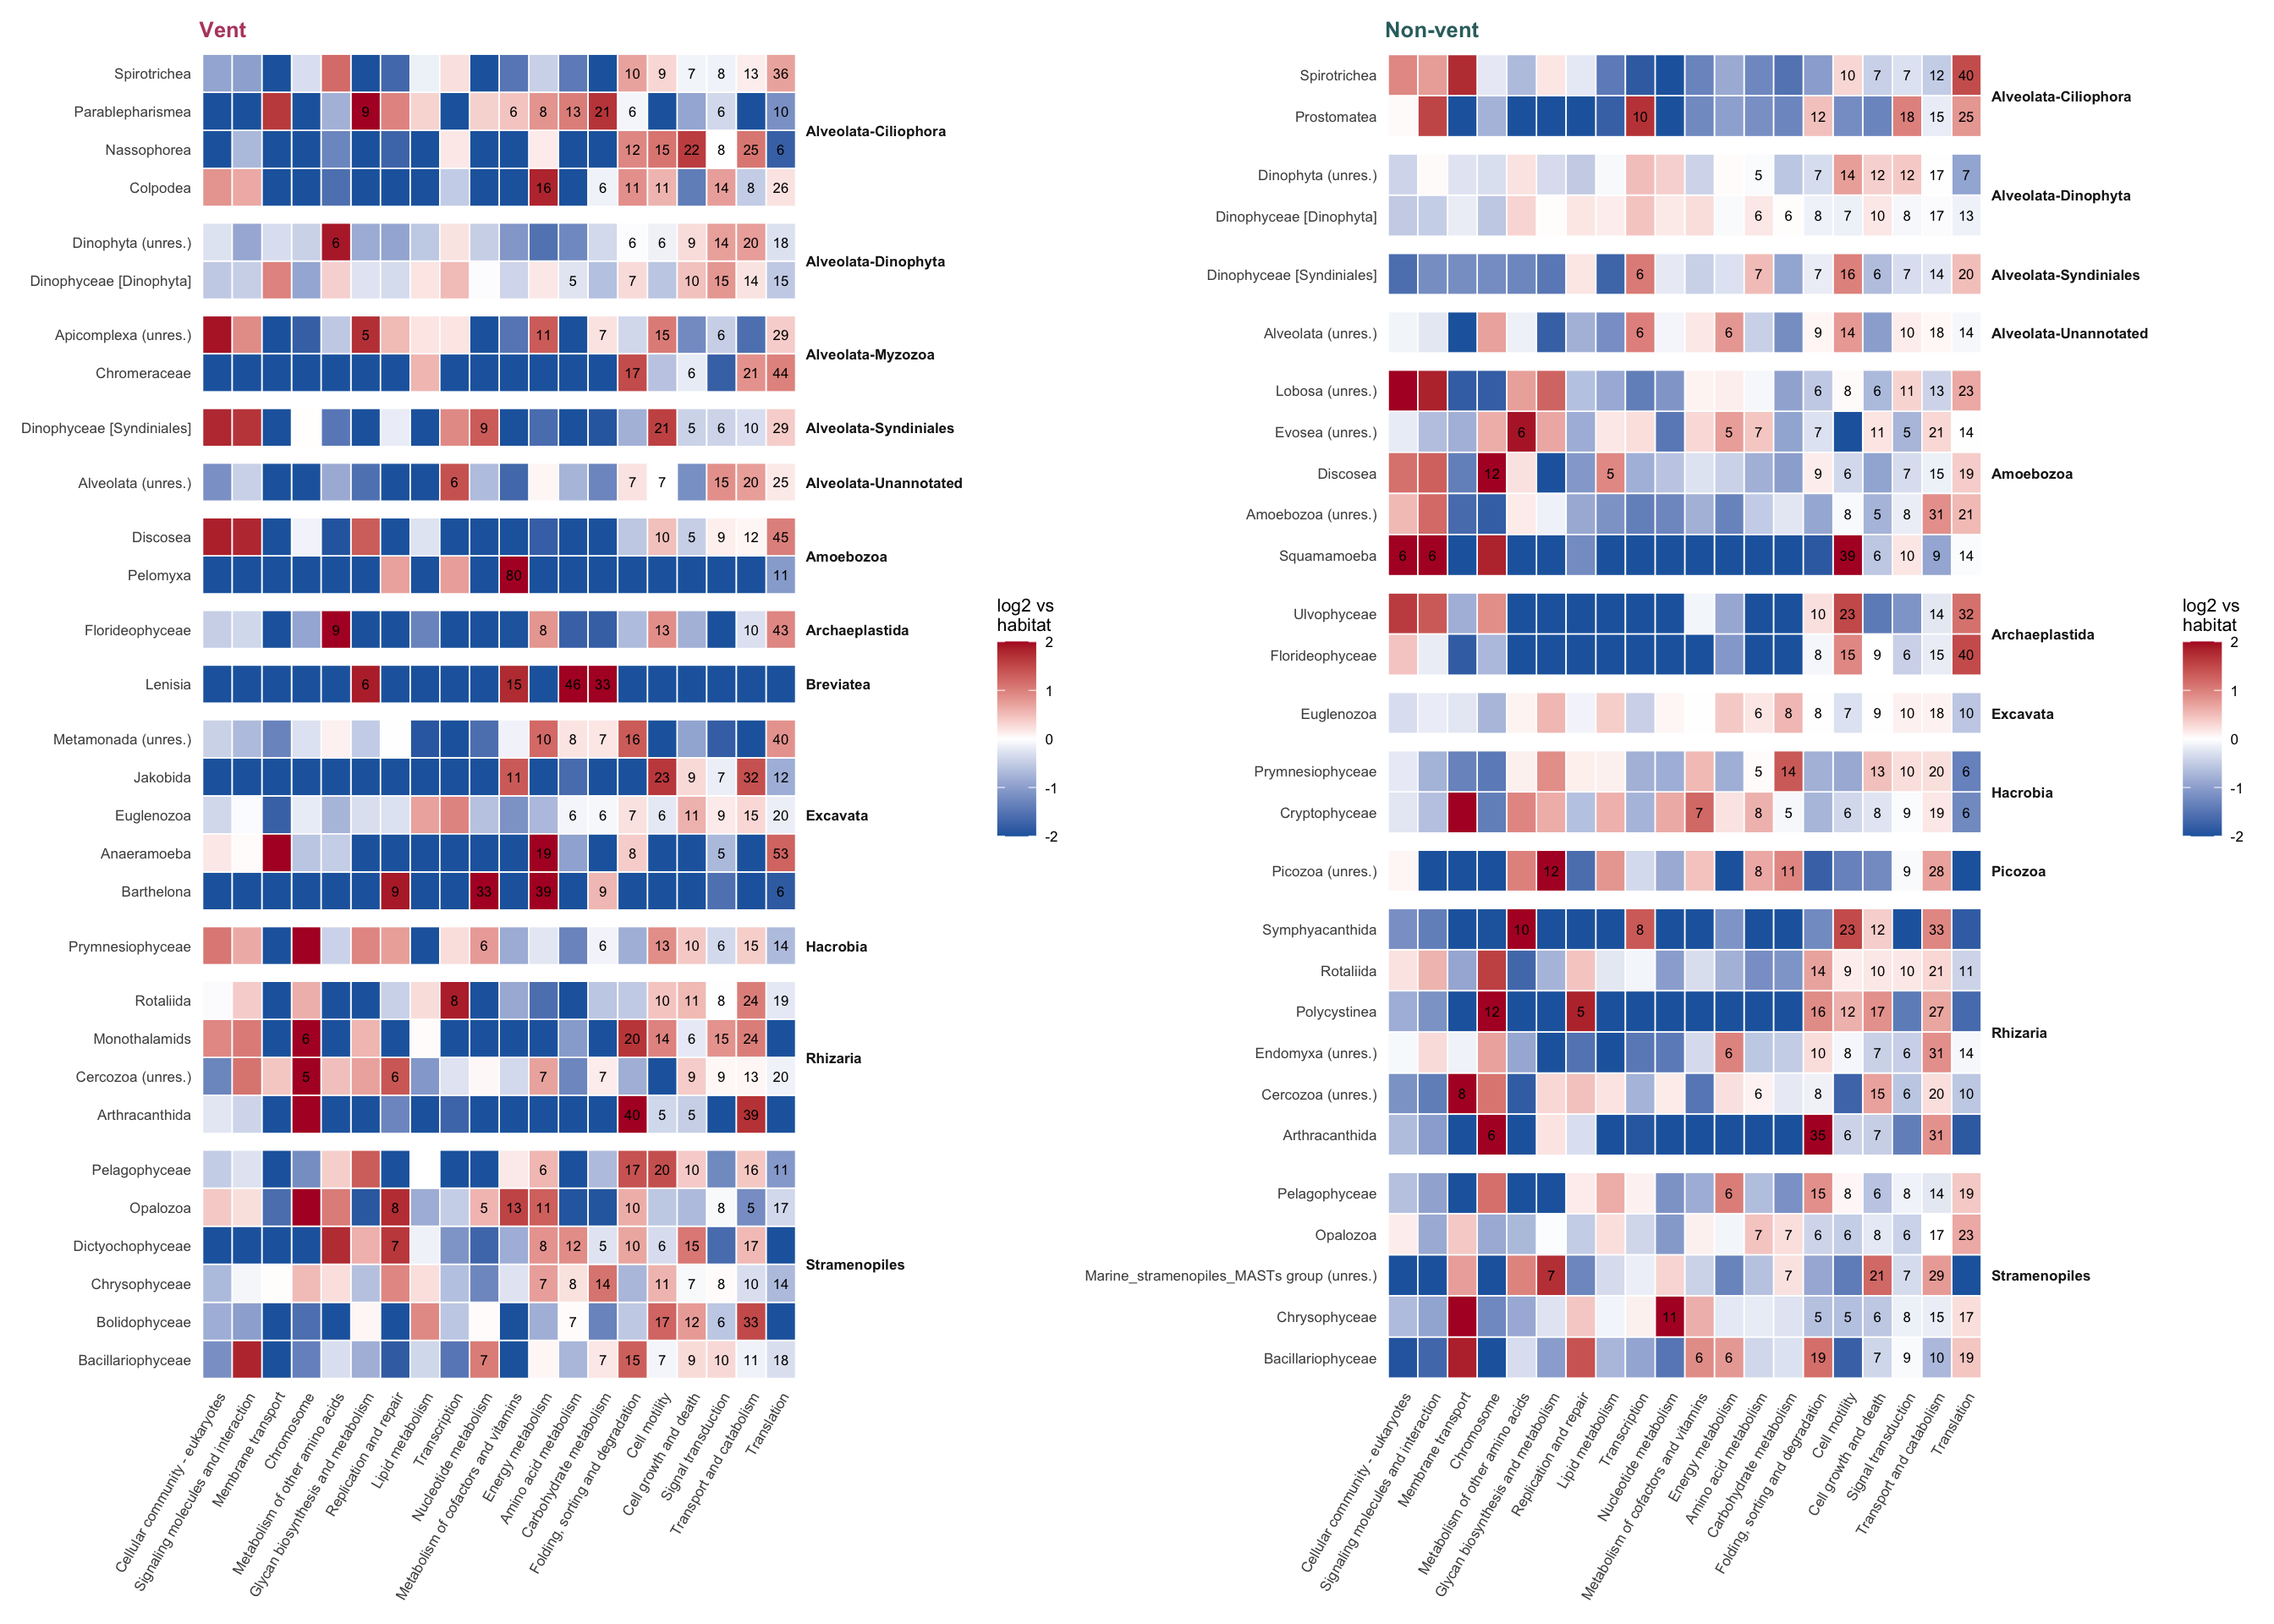 Vent
Spirotrichea 10 9 7 8 13 36
Parablepharismea 9 6 8 13 21 6 6 10
Alveolata-Ciliophora
Nassophorea 12 15 22 8 25 6
Colpodea 16 6 11 11 14 8 26
Dinophyta (unres.) 6 6 6 9 14 20 18
Alveolata-Dinophyta
Dinophyceae [Dinophyta] 5 7 10 15 14 15
Apicomplexa (unres.) 5 11 7 15 6 29
Alveolata-Myzozoa
Chromeraceae 17 6 21 44
Dinophyceae [Syndiniales] 9 21 5 6 10 29 Alveolata-Syndiniales
Alveolata (unres.) 6 7 7 15 20 25 Alveolata-Unannotated
Discosea 10 5 9 12 45
Amoebozoa
Pelomyxa 80 11
Florideophyceae 9 8 13 10 43 Archaeplastida
Lenisia 6 15 46 33 Breviatea
Metamonada (unres.) 10 8 7 16 40
Jakobida 11 23 9 7 32 12
Euglenozoa 6 6 7 6 11 9 15 20 Excavata
Anaeramoeba 19 8 5 53
Barthelona 9 33 39 9 6
Prymnesiophyceae 6 6 13 10 6 15 14 Hacrobia
Rotaliida 8 10 11 8 24 19
Monothalamids 6 20 14 6 15 24
Rhizaria
Cercozoa (unres.) 5 6 7 7 9 9 13 20
Arthracanthida 40 5 5 39
Pelagophyceae 6 17 20 10 16 11
Opalozoa 8 5 13 11 10 8 5 17
Dictyochophyceae 7 8 12 5 10 6 15 17
Stramenopiles
Chrysophyceae 7 8 14 11 7 8 10 14
Bolidophyceae 7 17 12 6 33
Bacillariophyceae 7 7 15 7 9 10 11 18
Cellular community - eukaryotes
Signaling molecules and interaction
Membrane transport
Chromosome
Metabolism of other amino acids
Glycan biosynthesis and metabolism
Replication and repair
Lipid metabolism
Transcription
Nucleotide metabolism
Metabolism of cofactors and vitamins
Energy metabolism
Amino acid metabolism
Carbohydrate metabolism
Folding, sorting and degradation
Cell motility
Cell growth and death
Signal transduction
Transport and catabolism
Translation
log2 vs
habitat
2
1
0
-1
-2
Non-vent
Spirotrichea 10 7 7 12 40
Alveolata-Ciliophora
Prostomatea 10 12 18 15 25
Dinophyta (unres.) 5 7 14 12 12 17 7
Alveolata-Dinophyta
Dinophyceae [Dinophyta] 6 6 8 7 10 8 17 13
Dinophyceae [Syndiniales] 6 7 7 16 6 7 14 20 Alveolata-Syndiniales
Alveolata (unres.) 6 6 9 14 10 18 14 Alveolata-Unannotated
Lobosa (unres.) 6 8 6 11 13 23
Evosea (unres.) 6 5 7 7 11 5 21 14
Discosea 12 5 9 6 7 15 19 Amoebozoa
Amoebozoa (unres.) 8 5 8 31 21
Squamamoeba 6 6 39 6 10 9 14
Ulvophyceae 10 23 14 32
Archaeplastida
Florideophyceae 8 15 9 6 15 40
Euglenozoa 6 8 8 7 9 10 18 10 Excavata
Prymnesiophyceae 5 14 13 10 20 6
Hacrobia
Cryptophyceae 7 8 5 6 8 9 19 6
Picozoa (unres.) 12 8 11 9 28 Picozoa
Symphyacanthida 10 8 23 12 33
Rotaliida 14 9 10 10 21 11
Polycystinea 12 5 16 12 17 27
Rhizaria
Endomyxa (unres.) 6 10 8 7 6 31 14
Cercozoa (unres.) 8 6 8 15 6 20 10
Arthracanthida 6 35 6 7 31
Pelagophyceae 6 15 8 6 8 14 19
Opalozoa 7 7 6 6 8 6 17 23
Marine_stramenopiles_MASTs group (unres.) 7 7 21 7 29 Stramenopiles
Chrysophyceae 11 5 5 6 8 15 17
Bacillariophyceae 6 6 19 7 9 10 19
Cellular community - eukaryotes
Signaling molecules and interaction
Membrane transport
Chromosome
Metabolism of other amino acids
Glycan biosynthesis and metabolism
Replication and repair
Lipid metabolism
Transcription
Nucleotide metabolism
Metabolism of cofactors and vitamins
Energy metabolism
Amino acid metabolism
Carbohydrate metabolism
Folding, sorting and degradation
Cell motility
Cell growth and death
Signal transduction
Transport and catabolism
Translation
log2 vs
habitat
2
1
0
-1
-2